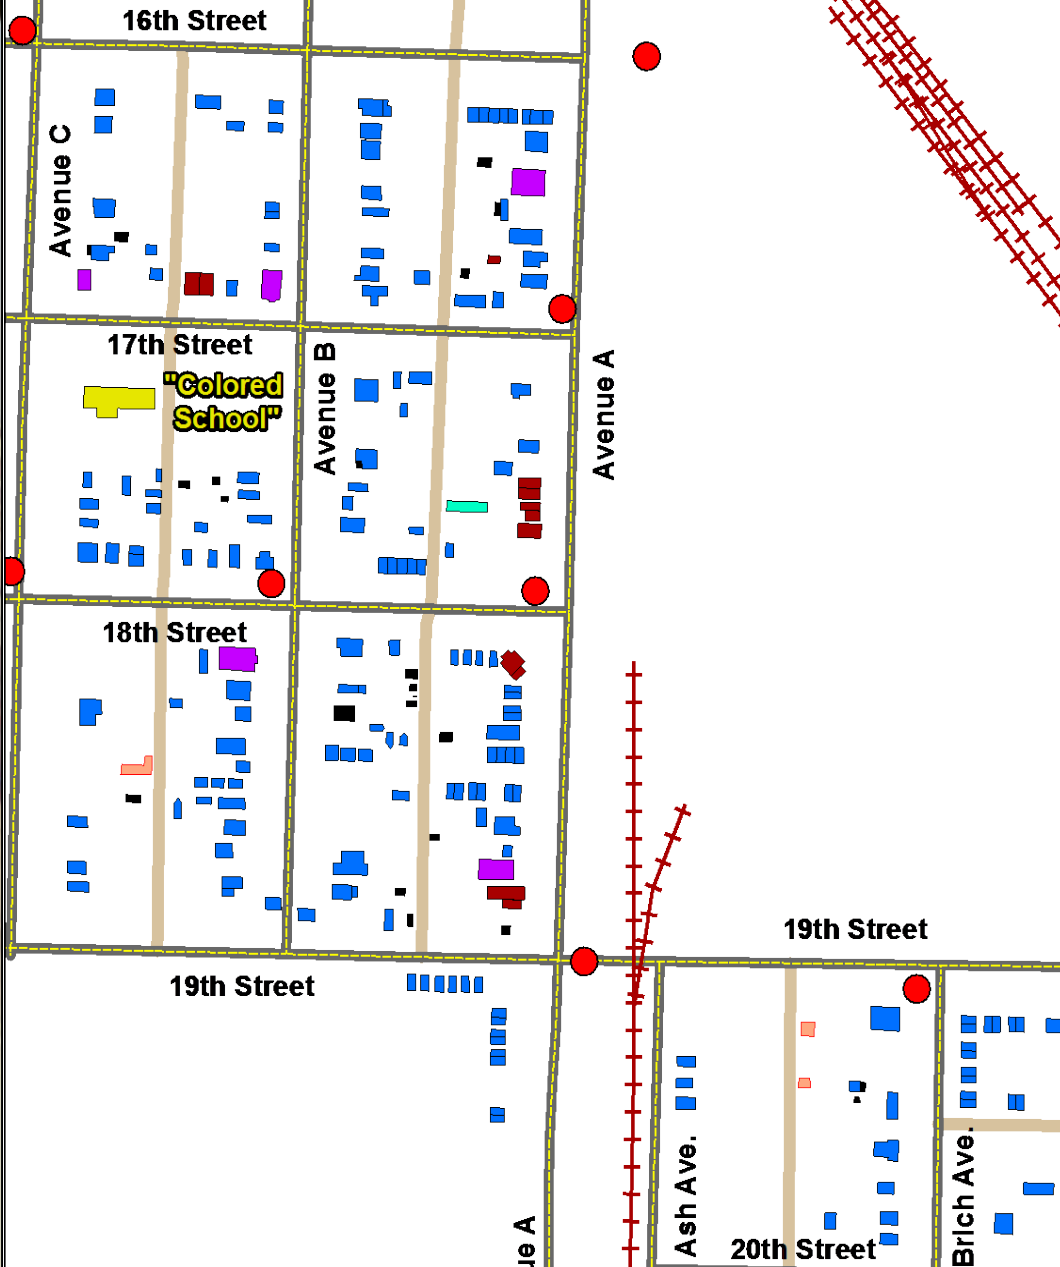 16th Street
Avenue C
17th Street
"Colored
School"
Avenue B
Avenue A
18th Street
19th Street
19th Street
Ash Ave.
Brich Ave.
ue A
20th Street